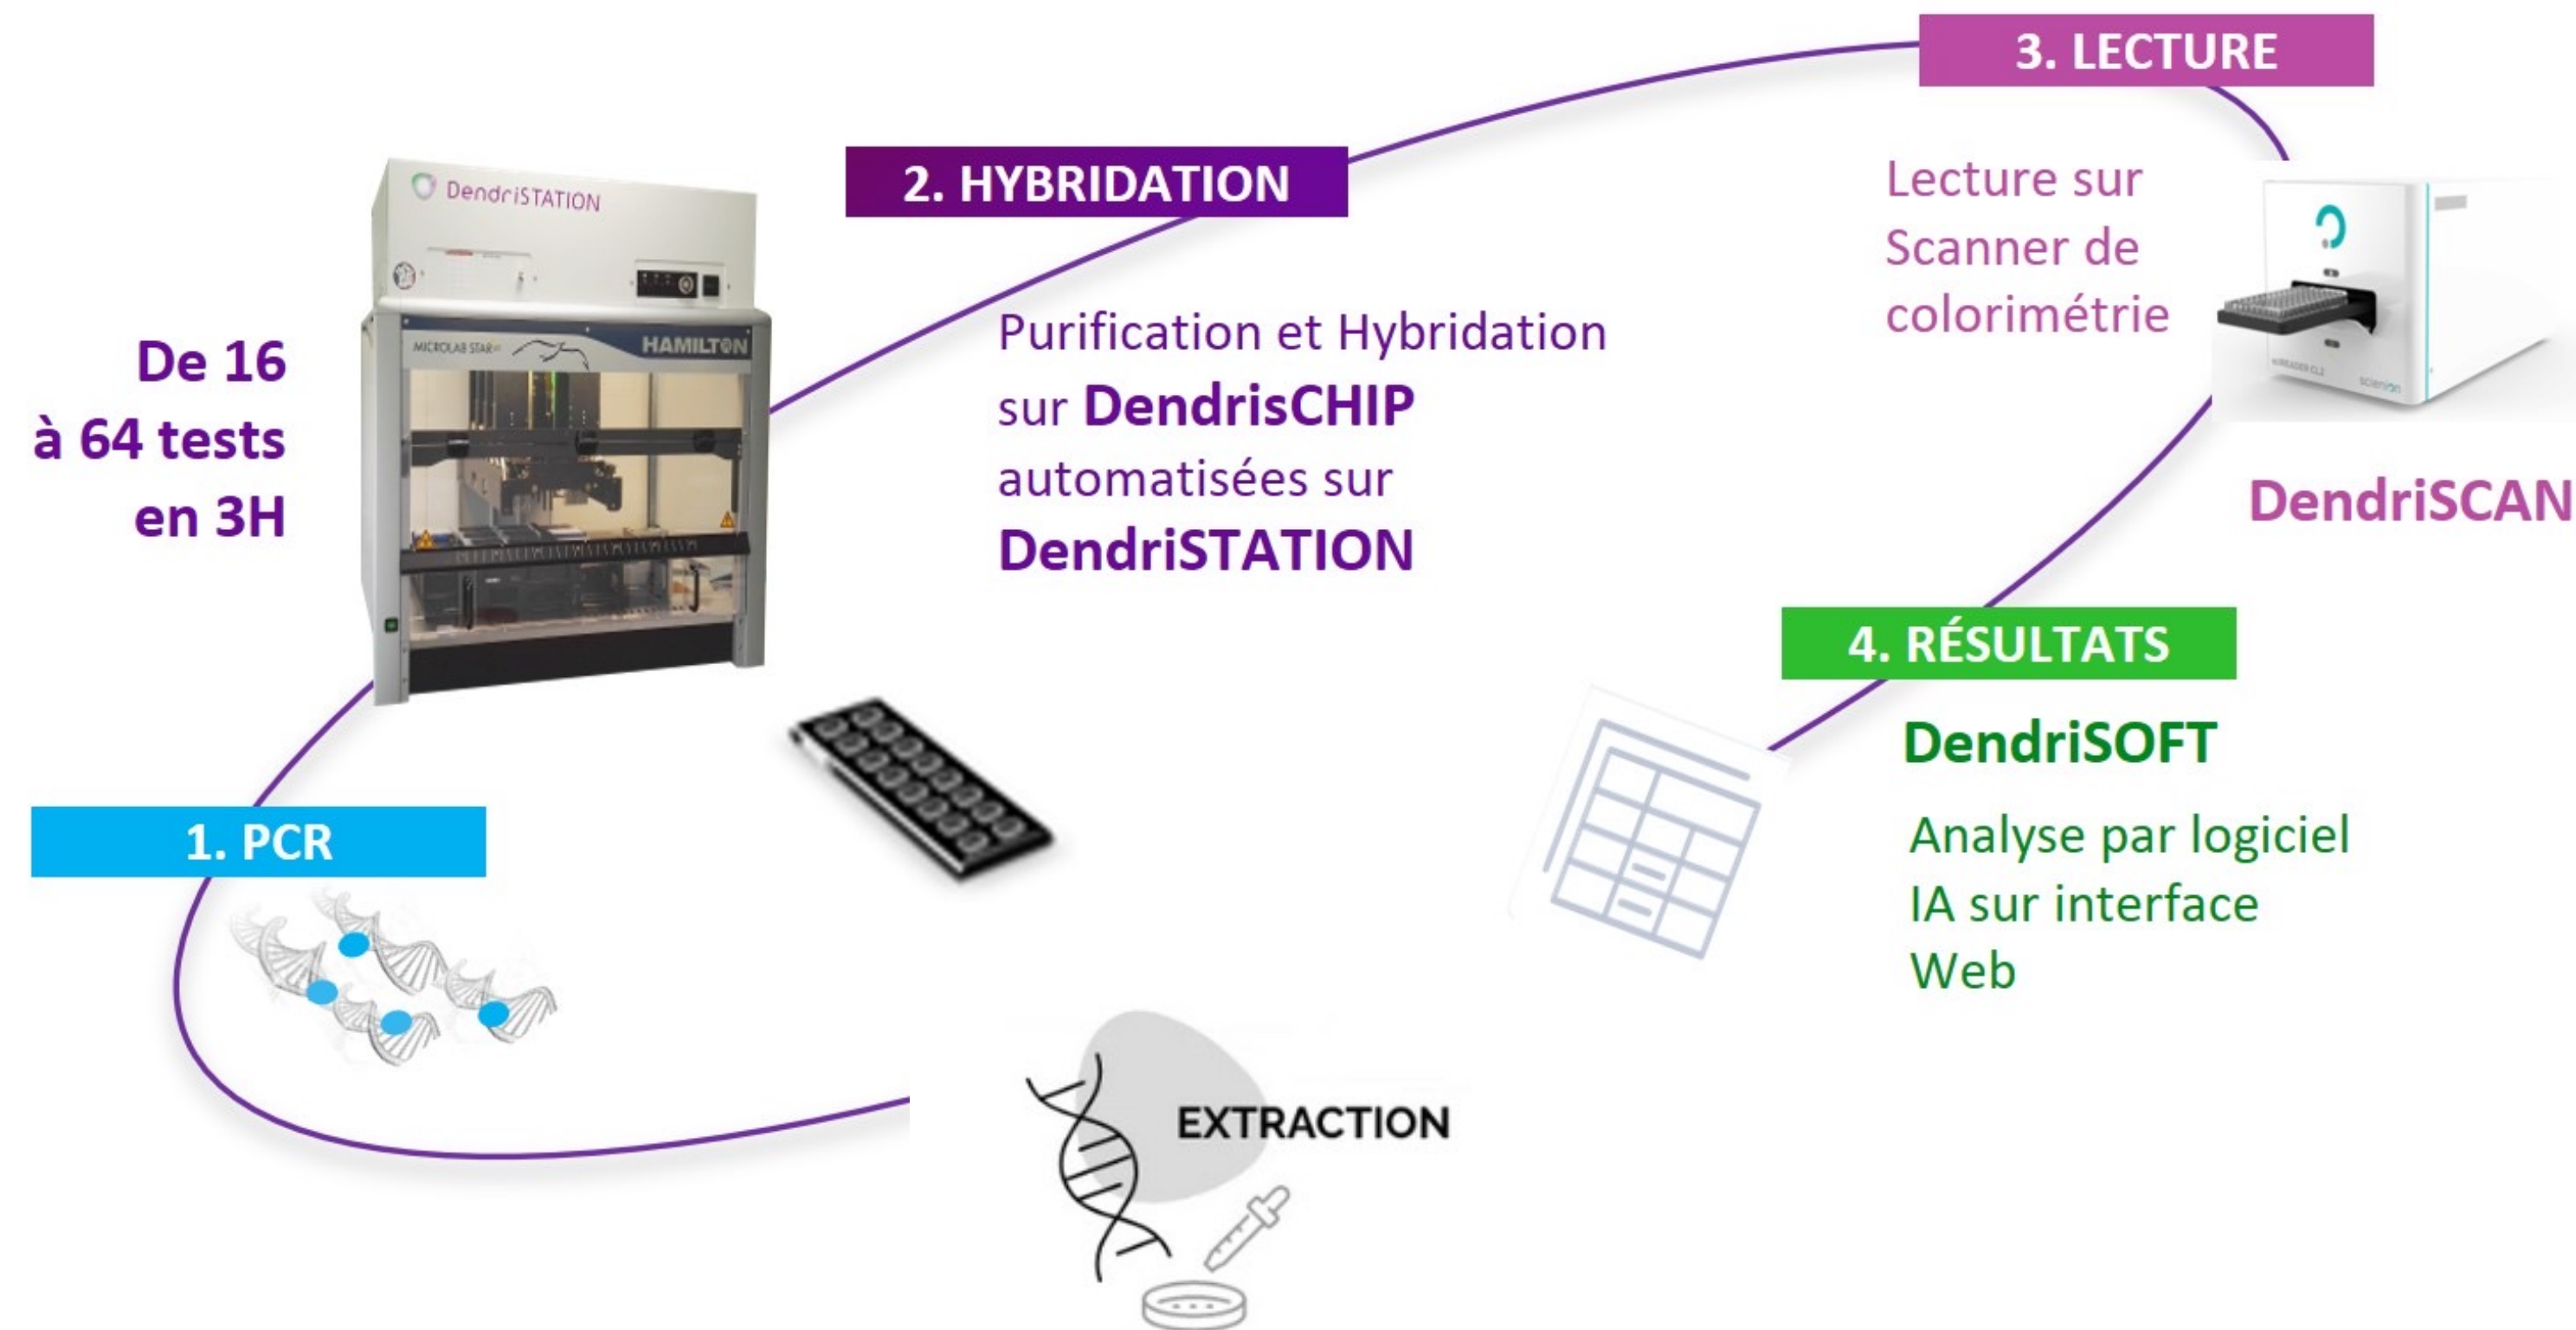 3. LECTURE
2. HYBRIDATION
DendriSTATION
MICROLAB STAR
HAMILTON
De 16
à 64 tests
en 3H
Purification et Hybridation
sur DendrisCHIP
automatisées sur
DendriSTATION
Lecture sur
Scanner de
colorimétrie
scienion
DendriSCAN
4. RÉSULTATS
DendriSOFT
Analyse par logiciel
IA sur interface
Web
1. PCR
EXTRACTION